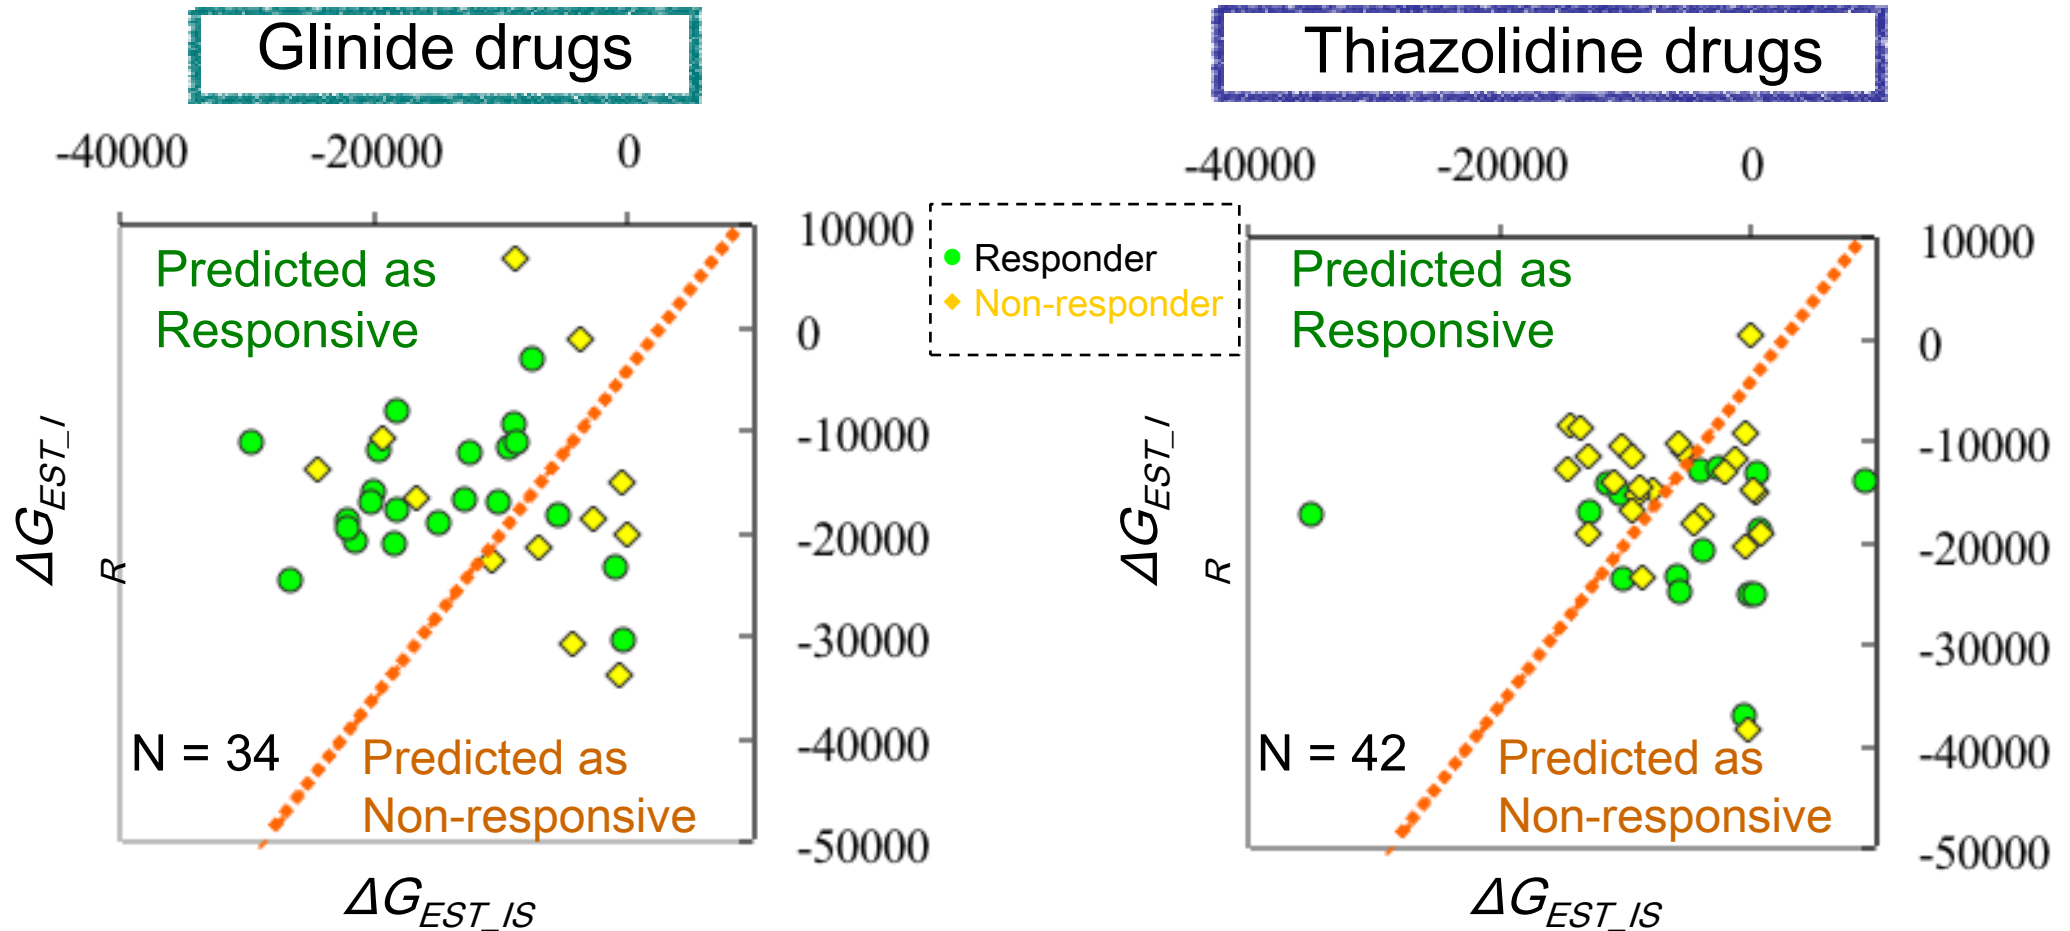 Glinide drugs
Thiazolidine drugs
-40000
-20000
0
-40000
-20000
0
Predicted as
Responsive
10000
0
-10000
-20000
-30000
-40000
-50000
Responder
Non-responder
Predicted as
Responsive
10000
0
-10000
-20000
-30000
-40000
-50000
ΔG_EST_I
R
ΔG_EST_I
R
N = 34
Predicted as
Non-responsive
N = 42
Predicted as
Non-responsive
ΔG_EST_IS
ΔG_EST_IS